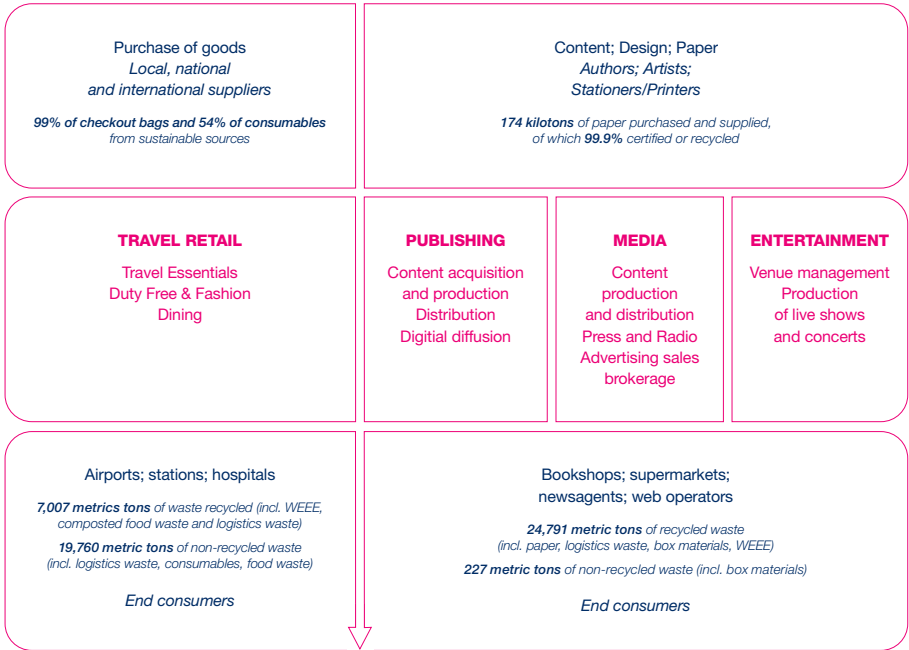 Purchase of goods
Local, national
and international suppliers
99% of checkout bags and 54% of consumables
from sustainable sources
Content; Design; Paper
Authors; Artists;
Stationers/Printers
174 kilotons of paper purchased and supplied,
of which 99.9% certified or recycled
TRAVEL RETAIL
Travel Essentials
Duty Free & Fashion
Dining
PUBLISHING
Content acquisition
and production
Distribution
Digitial diffusion
MEDIA
Content
production
and distribution
Press and Radio
Advertising sales
brokerage
ENTERTAINMENT
Venue management
Production
of live shows
and concerts
Airports; stations; hospitals
7,007 metrics tons of waste recycled (incl. WEEE,
composted food waste and logistics waste)
19,760 metric tons of non-recycled waste
(incl. logistics waste, consumables, food waste)
End consumers
Bookshops; supermarkets;
newsagents; web operators
24,791 metric tons of recycled waste
(incl. paper, logistics waste, box materials, WEEE)
227 metric tons of non-recycled waste (incl. box materials)
End consumers